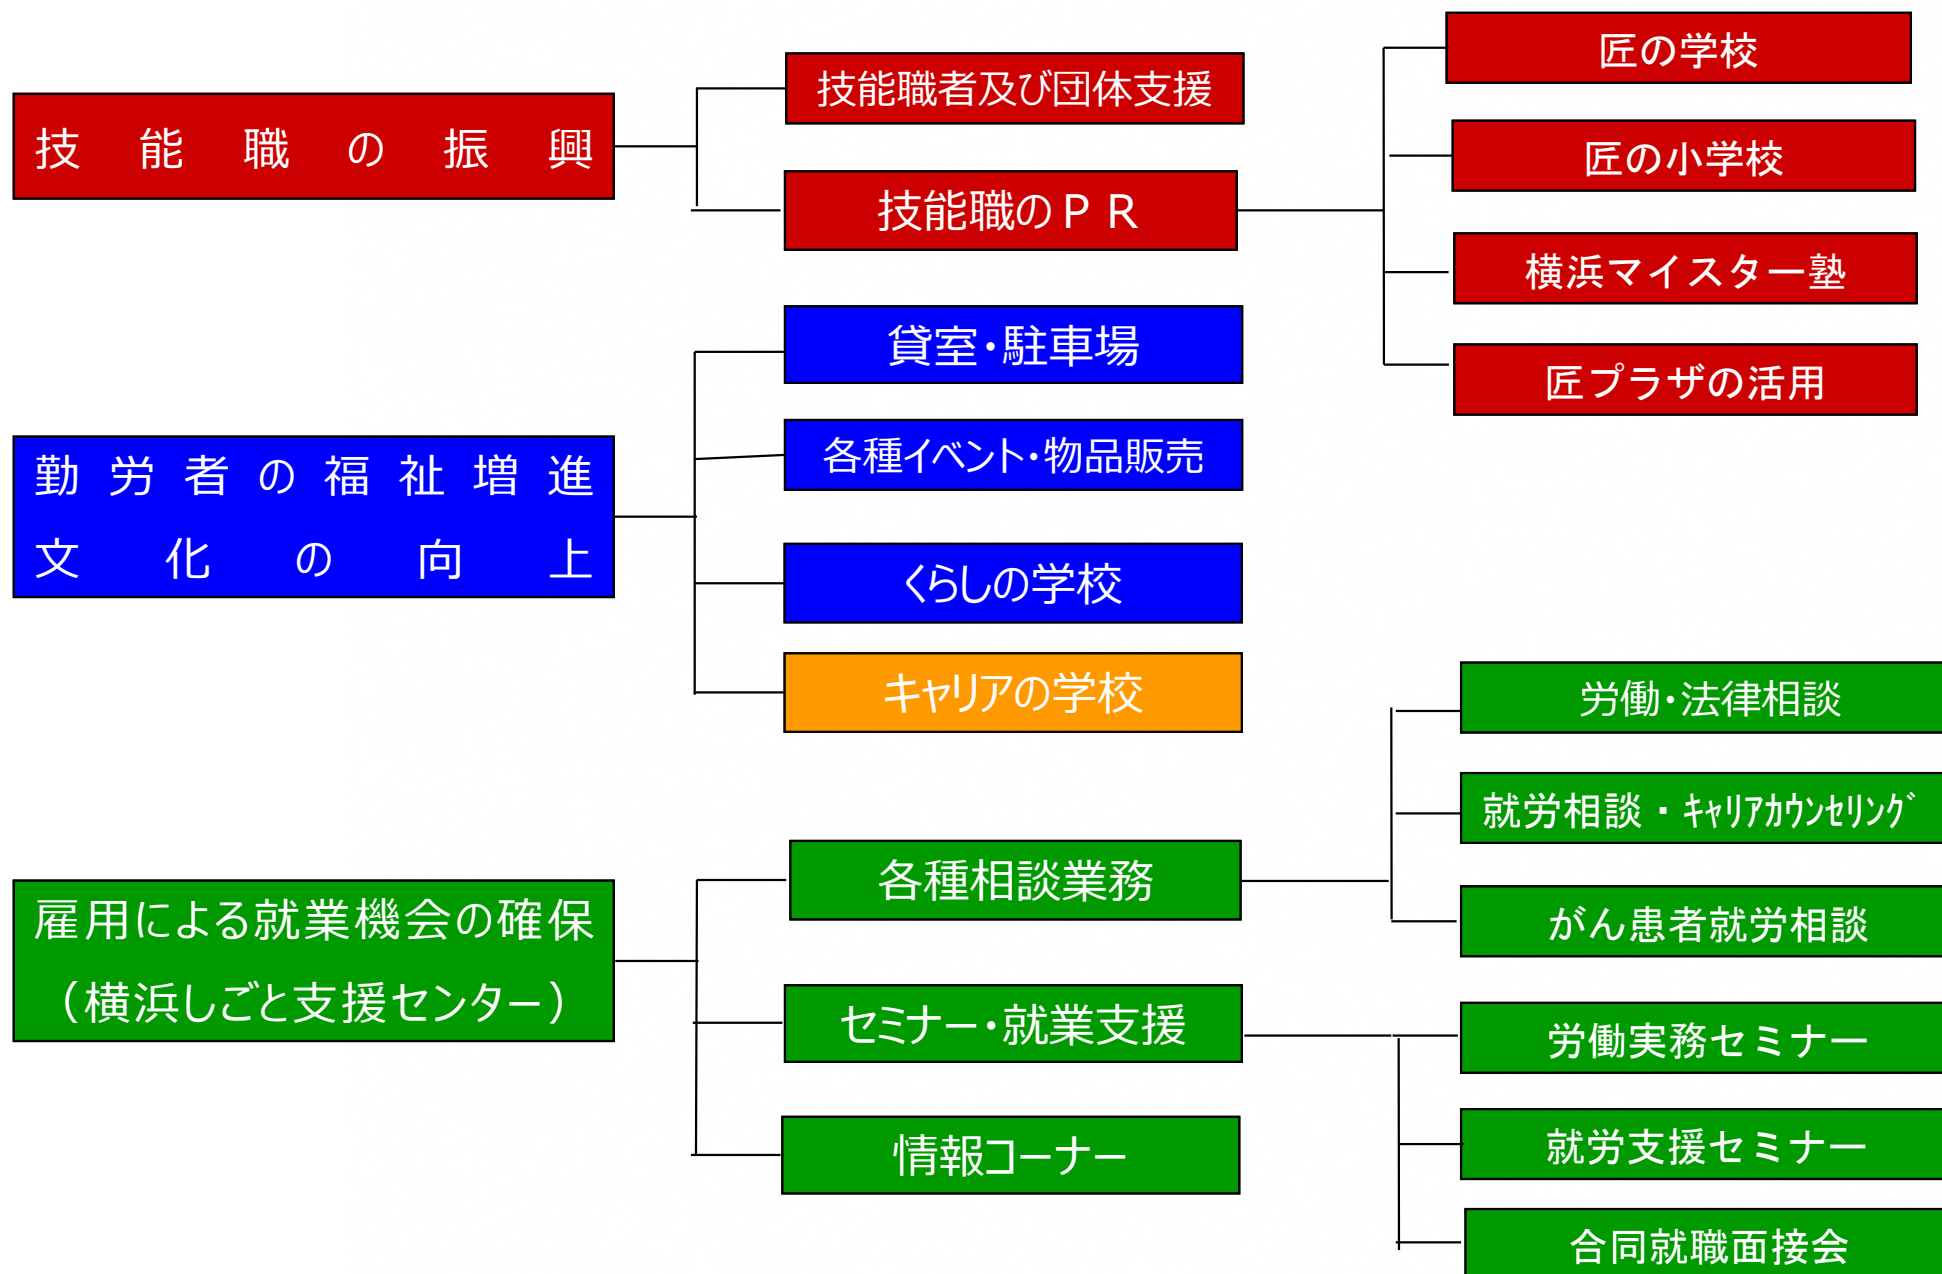 技能職の振興
技能職者及び団体支援
技能職のＰＲ
匠の学校
匠の小学校
横浜マイスター塾
匠プラザの活用
勤労者の福祉増進
文化の向上
貸室・駐車場
各種イベント・物品販売
くらしの学校
キャリアの学校
雇用による就業機会の確保
（横浜しごと支援センター）
各種相談業務
セミナー・就業支援
情報コーナー
労働・法律相談
就労相談・ｷｬﾘｱｶｳﾝｾﾘﾝｸﾞ
がん患者就労相談
労働実務セミナー
就労支援セミナー
合同就職面接会